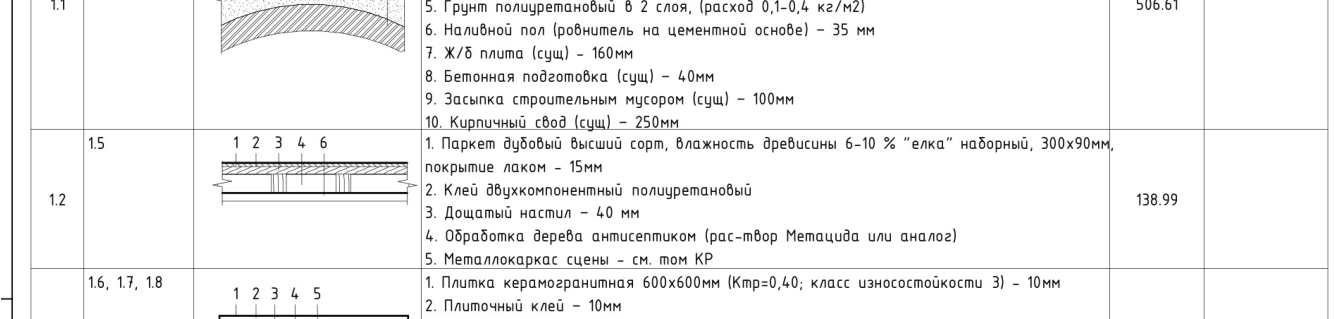 1.1
5. Грунт полиуретановый в 2 слоя, (расход 0,1-0,4 кг/м2)
506.61
6. Наливной пол (ровнитель на цементной основе) - 35 мм
7. Ж/б плита (сущ) - 160мм
8. Бетонная подготовка (сущ) - 40мм
9. Засыпка строительным мусором (сущ) - 100мм
10. Кирпичный свод (сущ) - 250мм
1.2
1.5
1 2 3 4 6
1. Паркет дубовый высший сорт, влажность древисины 6-10 % "елка" наборный, 300х90мм,
покрытие лаком - 15мм
2. Клей двухкомпонентный полиуретановый
3. Дощатый настил - 40 мм
4. Обработка дерева антисептиком (рас-твор Метацида или аналог)
5. Металлокаркас сцены - см. том КР
138.99
1.6, 1.7, 1.8
1 2 3 4 5
1. Плитка керамогранитная 600х600мм (Kтр=0,40; класс износостойкости 3) - 10мм
2. Плиточный клей - 10мм